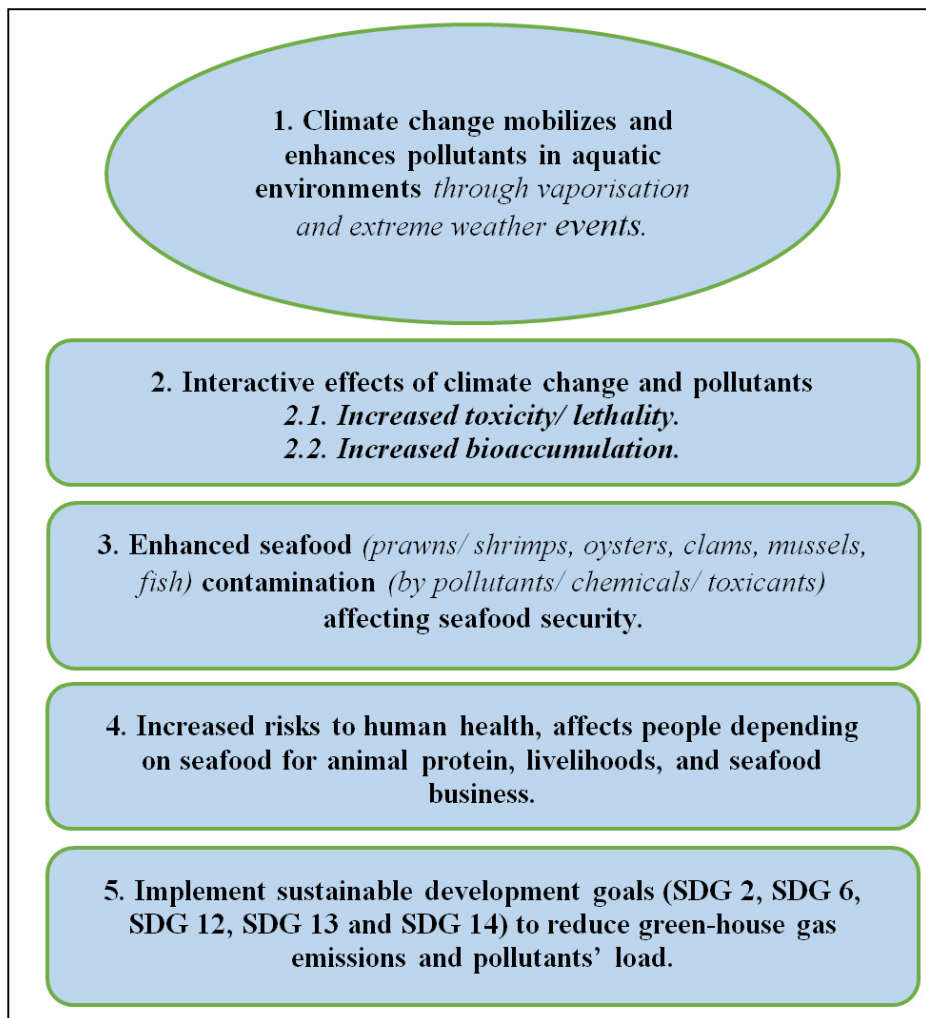 1. Climate change mobilizes and
enhances pollutants in aquatic
environments through vaporisation
and extreme weather events.
2. Interactive effects of climate change and pollutants
2.1. Increased toxicity/ lethality.
2.2. Increased bioaccumulation.
3. Enhanced seafood (prawns/ shrimps, oysters, clams, mussels,
fish) contamination (by pollutants/ chemicals/ toxicants)
affecting seafood security.
4. Increased risks to human health, affects people depending
on seafood for animal protein, livelihoods, and seafood
business.
5. Implement sustainable development goals (SDG 2, SDG 6,
SDG 12, SDG 13 and SDG 14) to reduce green-house gas
emissions and pollutants’ load.